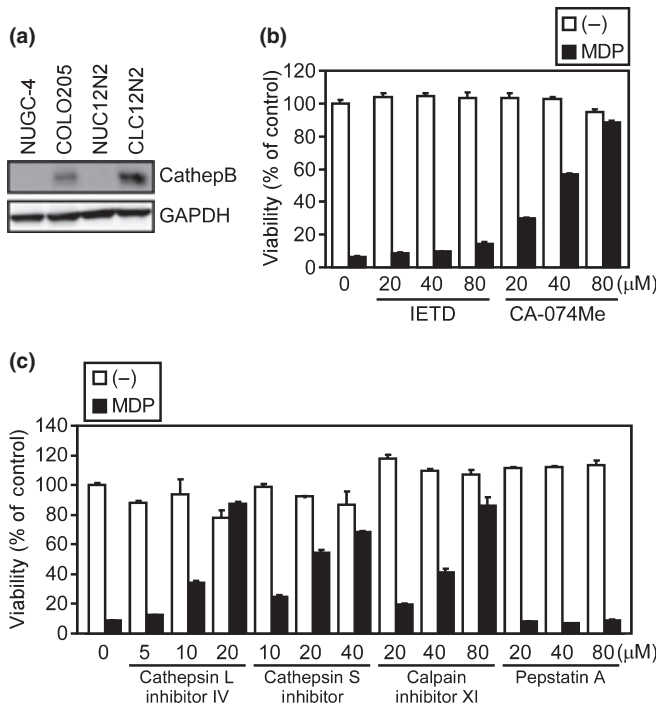 (a)
NUGC-4
COLO205
NUC12N2
CLC12N2
CathepB
GAPDH
(b)
(−)
MDP
Viability (% of control)
120
100
80
60
40
20
0
0 20 40 80 20 40 80 (μM)
IETD CA-074Me
(c)
(−)
MDP
Viability (% of control)
140
120
100
80
60
40
20
0
0 5 10 20 10 20 40 20 40 80 20 40 80 (μM)
Cathepsin L Cathepsin S Calpain Pepstatin A
inhibitor IV inhibitor inhibitor XI